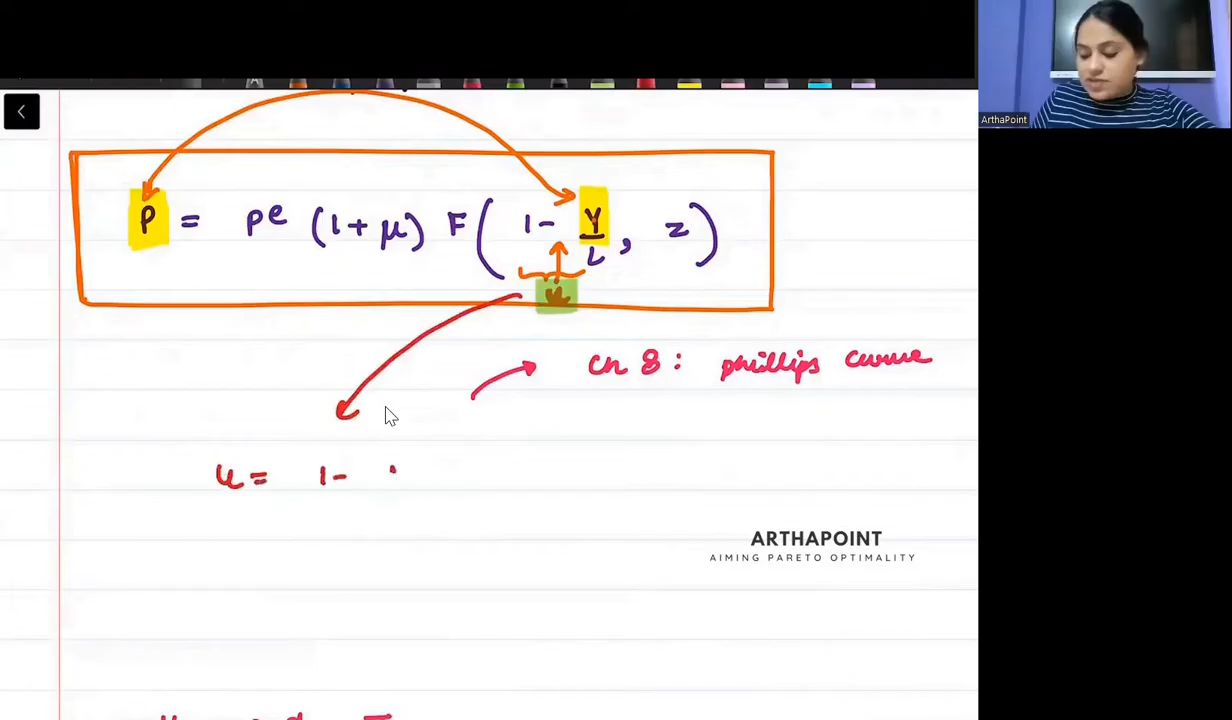 P = Pe (1+ μ) F ( 1- Y/L , z )
u
Ch 8 : phillips curve
u = 1-
ARTHAPOINT
AIMING PARETO OPTIMALITY
ArthaPoint